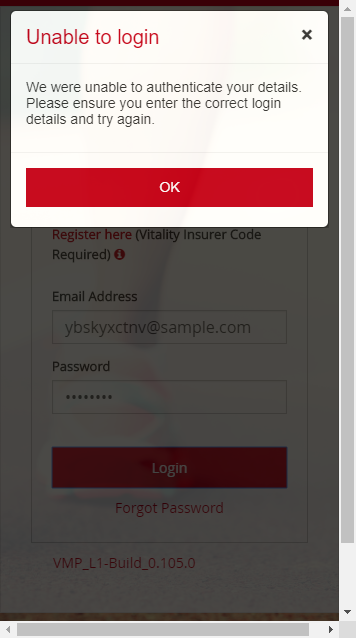 Unable to login ×
We were unable to authenticate your details.
Please ensure you enter the correct login
details and try again.
OK
Register here (Vitality Insurer Code
Required)
Email Address
ybskyxctnv@sample.com
Password
••••••••
Login
Forgot Password
VMP_L1-Build_0.105.0